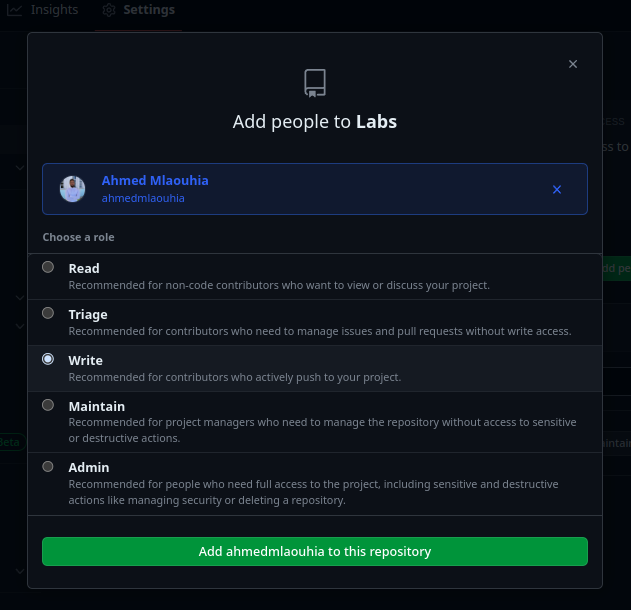 Insights Settings
Add people to Labs
Ahmed Mlaouhia
ahmedmlaouhia
Choose a role
Read
Recommended for non-code contributors who want to view or discuss your project.
Triage
Recommended for contributors who need to manage issues and pull requests without write access.
Write
Recommended for contributors who actively push to your project.
Maintain
Recommended for project managers who need to manage the repository without access to sensitive
or destructive actions.
Admin
Recommended for people who need full access to the project, including sensitive and destructive
actions like managing security or deleting a repository.
Add ahmedmlaouhia to this repository